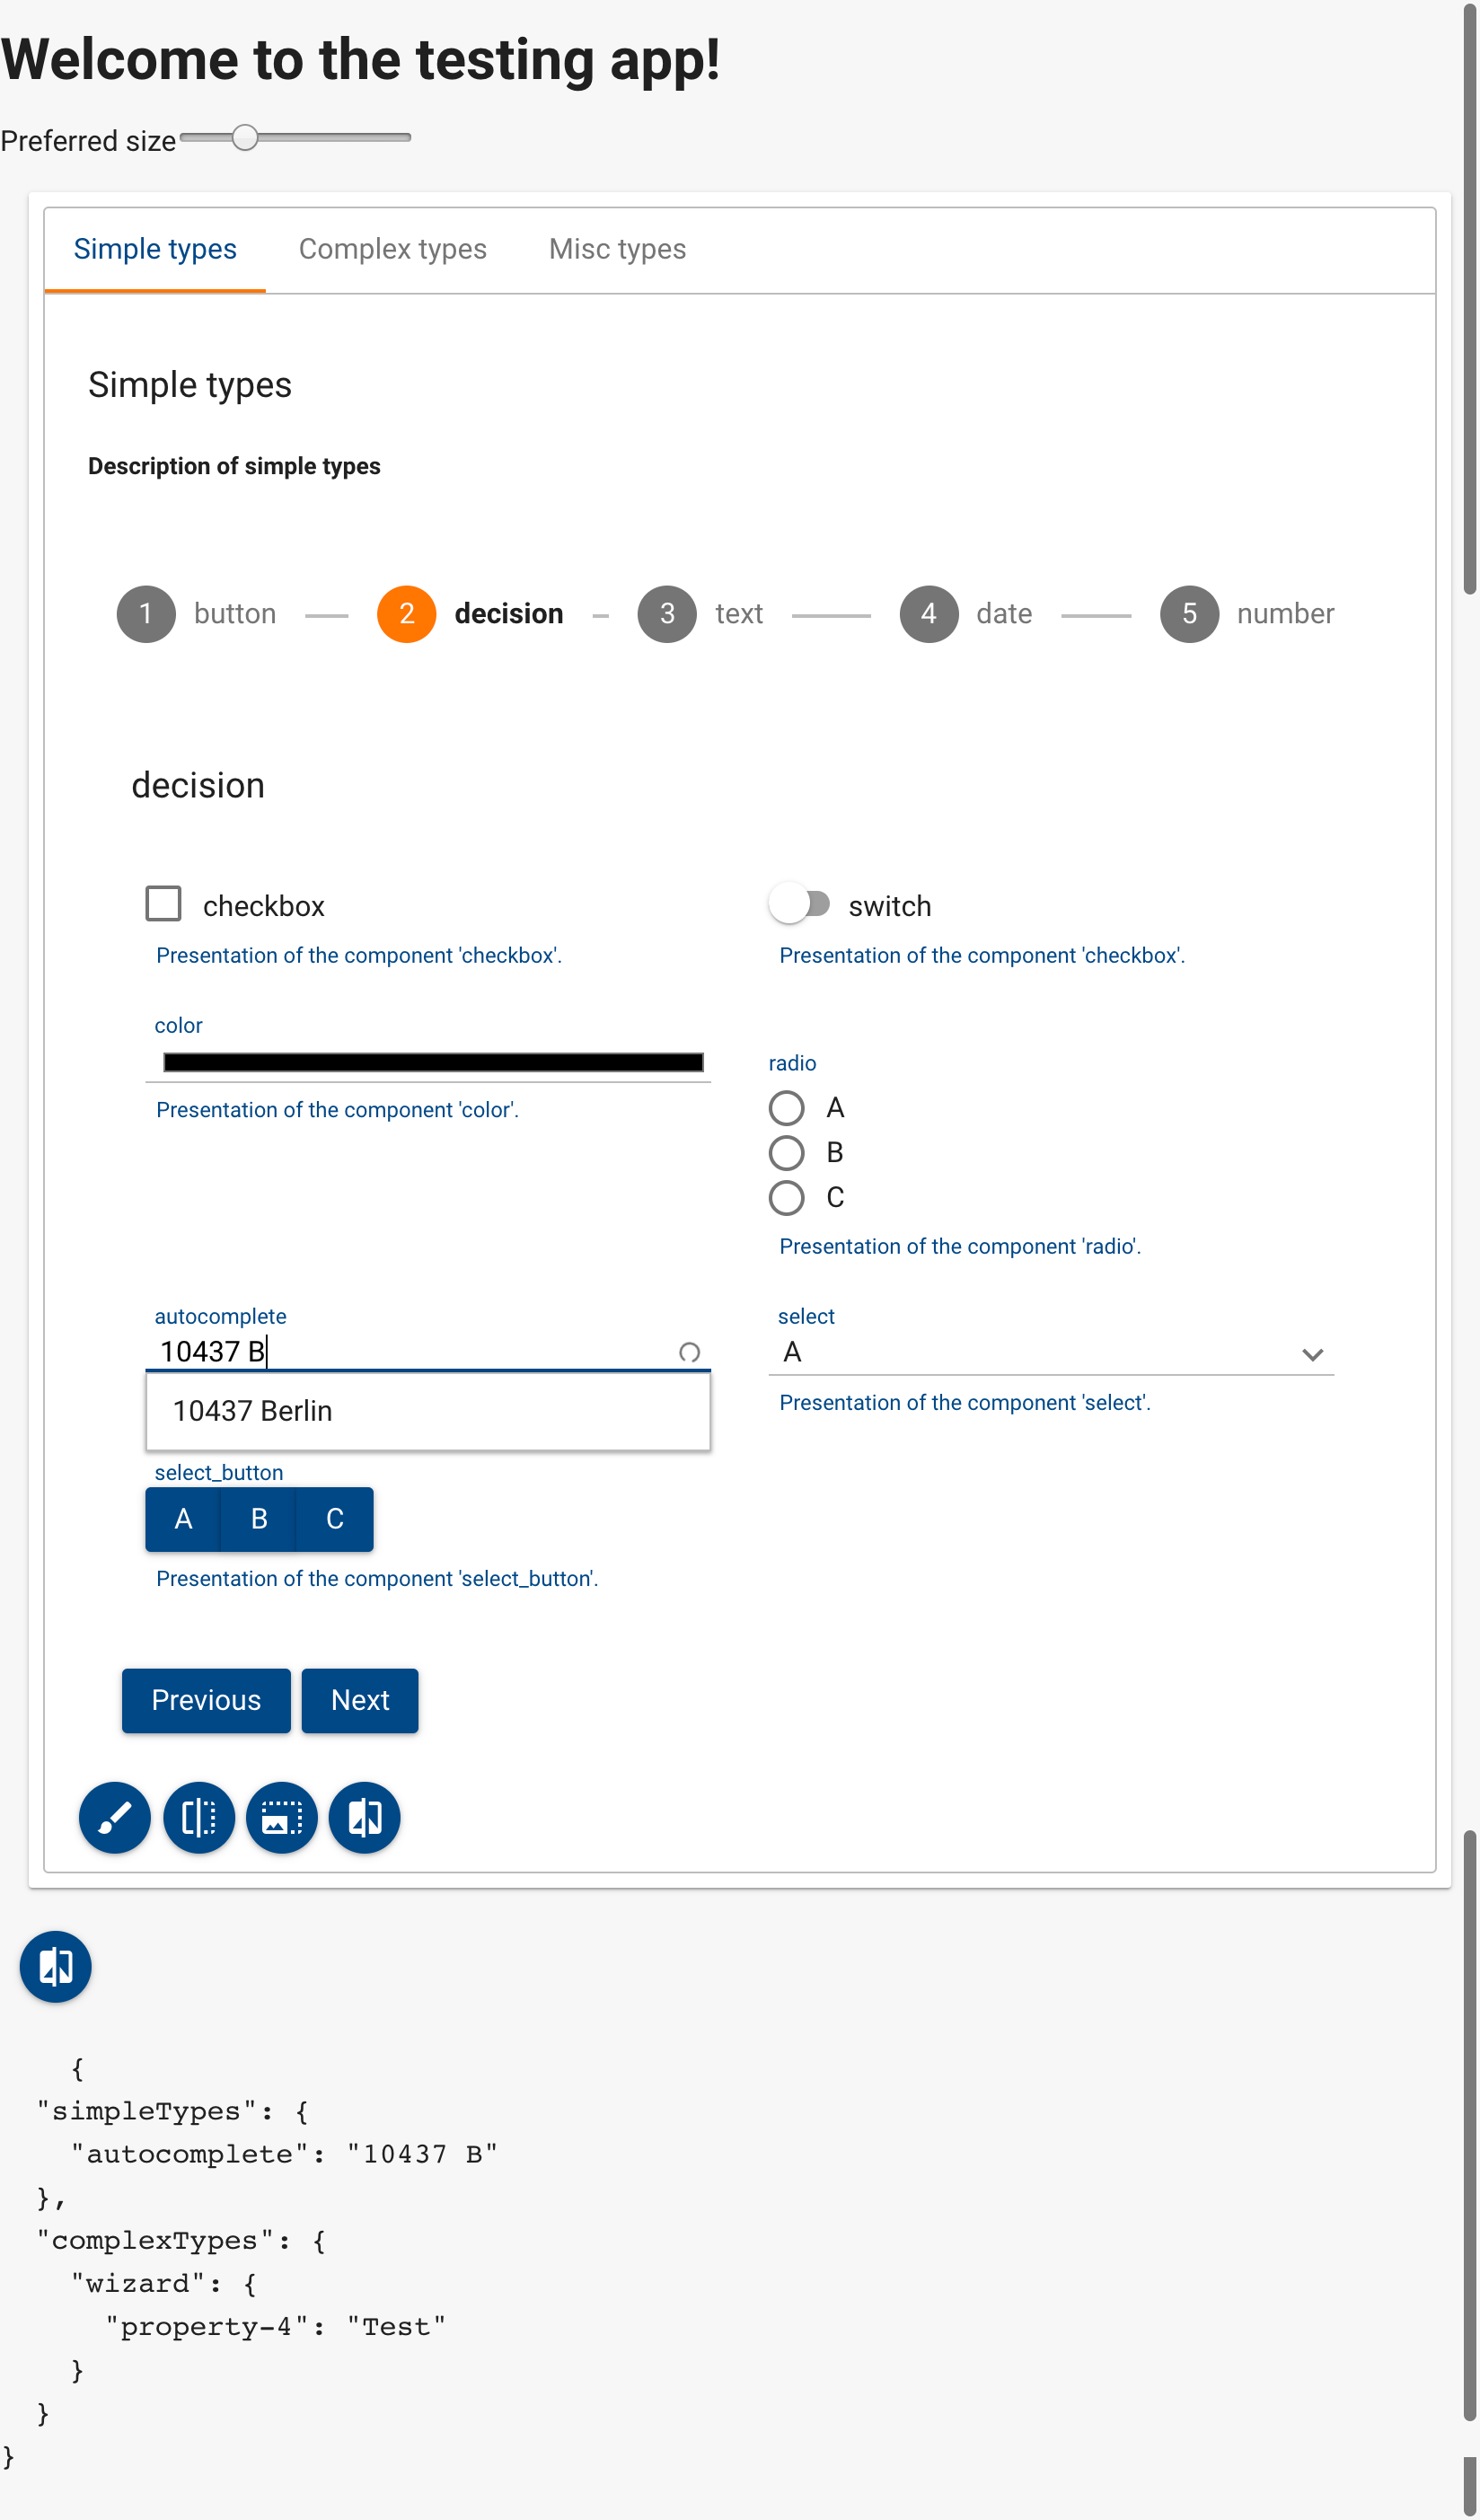 Welcome to the testing app!
Preferred size
Simple types Complex types Misc types
Simple types
Description of simple types
1 button 2 decision 3 text 4 date 5 number
decision
checkbox switch
Presentation of the component 'checkbox'. Presentation of the component 'checkbox'.
color
radio
A
Presentation of the component 'color'.
B
C
Presentation of the component 'radio'.
autocomplete select
10437 B A
10437 Berlin Presentation of the component 'select'.
select_button
A B C
Presentation of the component 'select_button'.
Previous Next
{
"simpleTypes": {
"autocomplete": "10437 B"
},
"complexTypes": {
"wizard": {
"property-4": "Test"
}
}
}